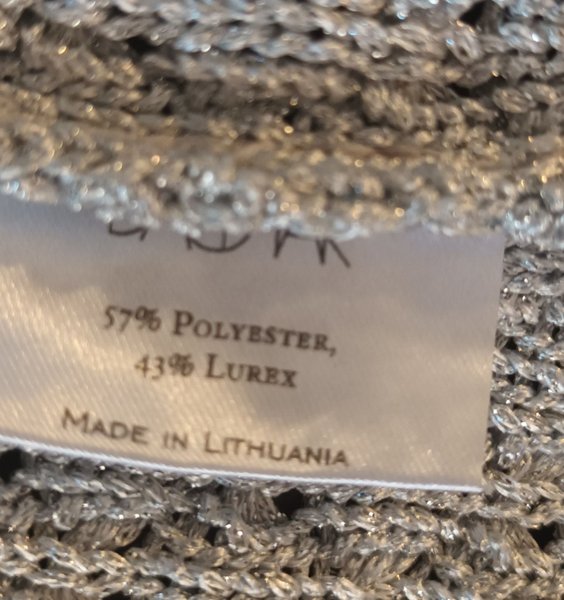 57% Polyester,
43% Lurex
Made in Lithuania